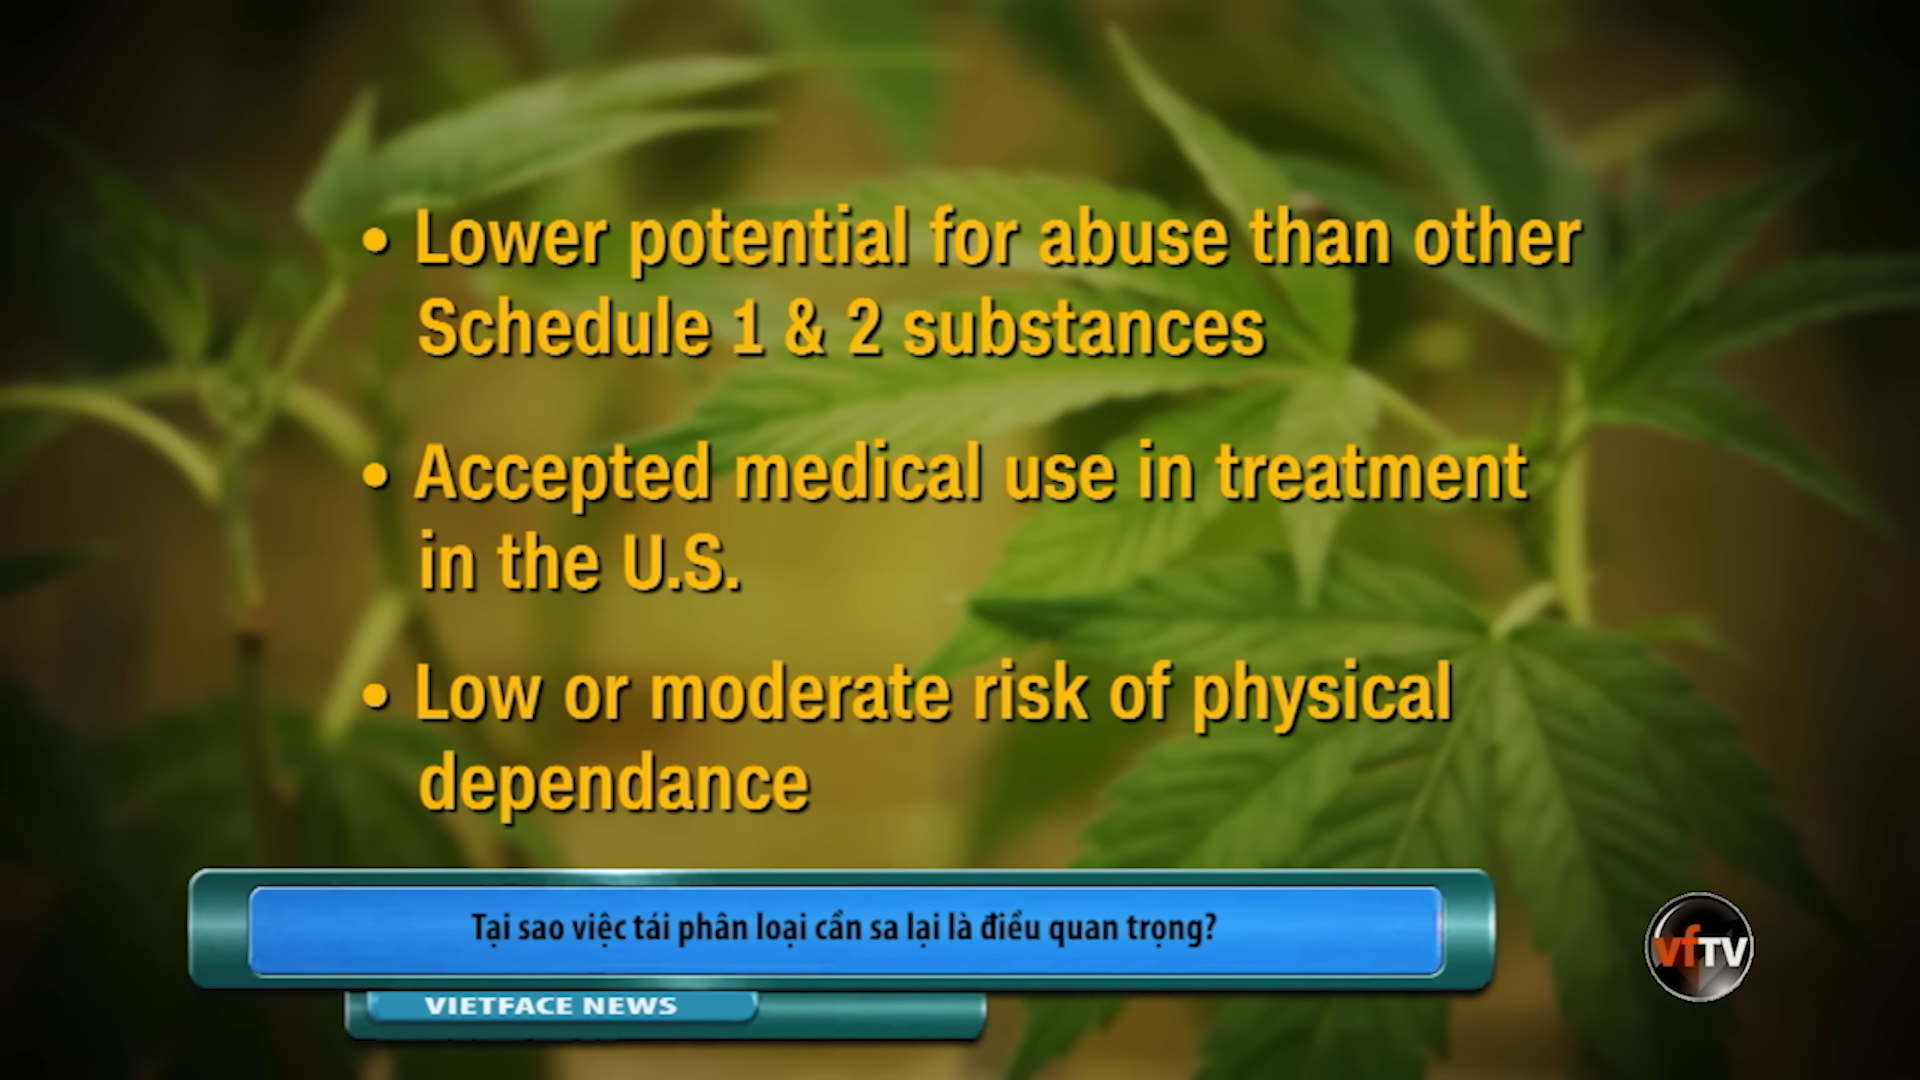 • Lower potential for abuse than other
Schedule 1 & 2 substances
• Accepted medical use in treatment
in the U.S.
• Low or moderate risk of physical
dependance
Tại sao việc tái phân loại cần sa lại là điều quan trọng?
VIETFACE NEWS
vfTV